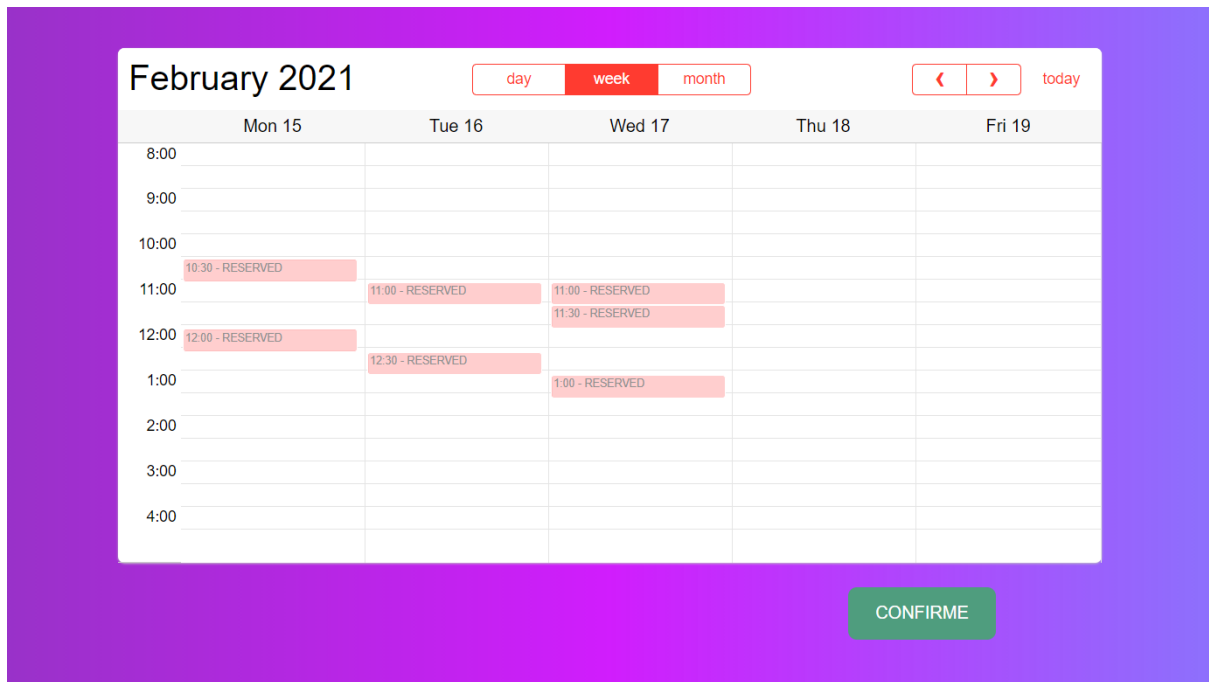 February 2021 day week month ❮ ❯ today
Mon 15 Tue 16 Wed 17 Thu 18 Fri 19
8:00
9:00
10:00
10:30 - RESERVED
11:00 11:00 - RESERVED 11:00 - RESERVED
11:30 - RESERVED
12:00 12:00 - RESERVED
12:30 - RESERVED
1:00 1:00 - RESERVED
2:00
3:00
4:00
CONFIRME